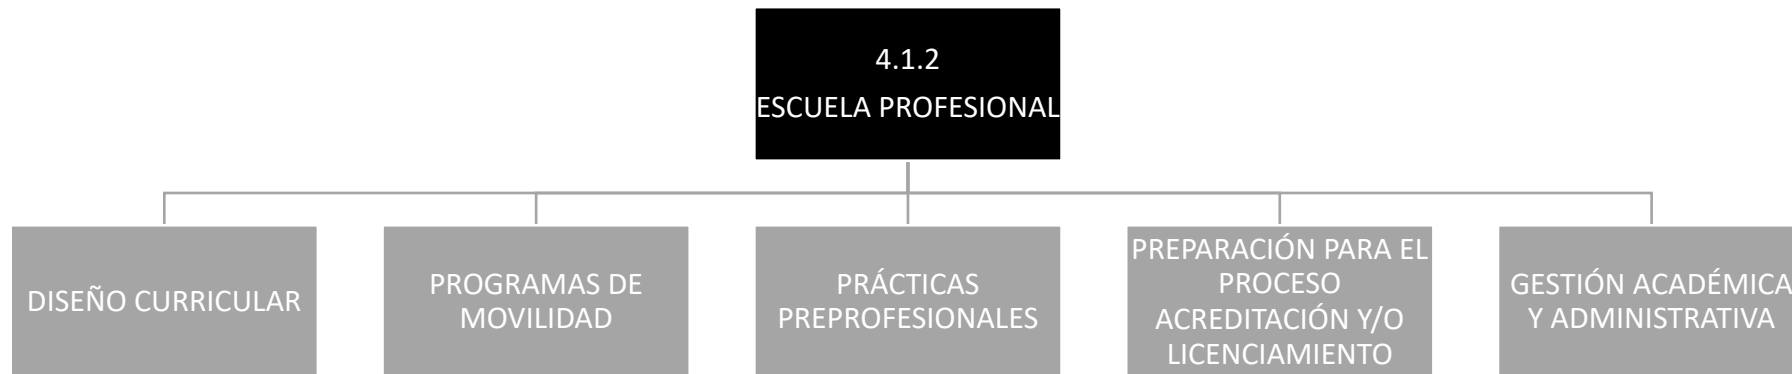 4.1.2
ESCUELA PROFESIONAL
DISEÑO CURRICULAR
PROGRAMAS DE
MOVILIDAD
PRÁCTICAS
PREPROFESIONALES
PREPARACIÓN PARA EL
PROCESO
ACREDITACIÓN Y/O
LICENCIAMIENTO
GESTIÓN ACADÉMICA
Y ADMINISTRATIVA